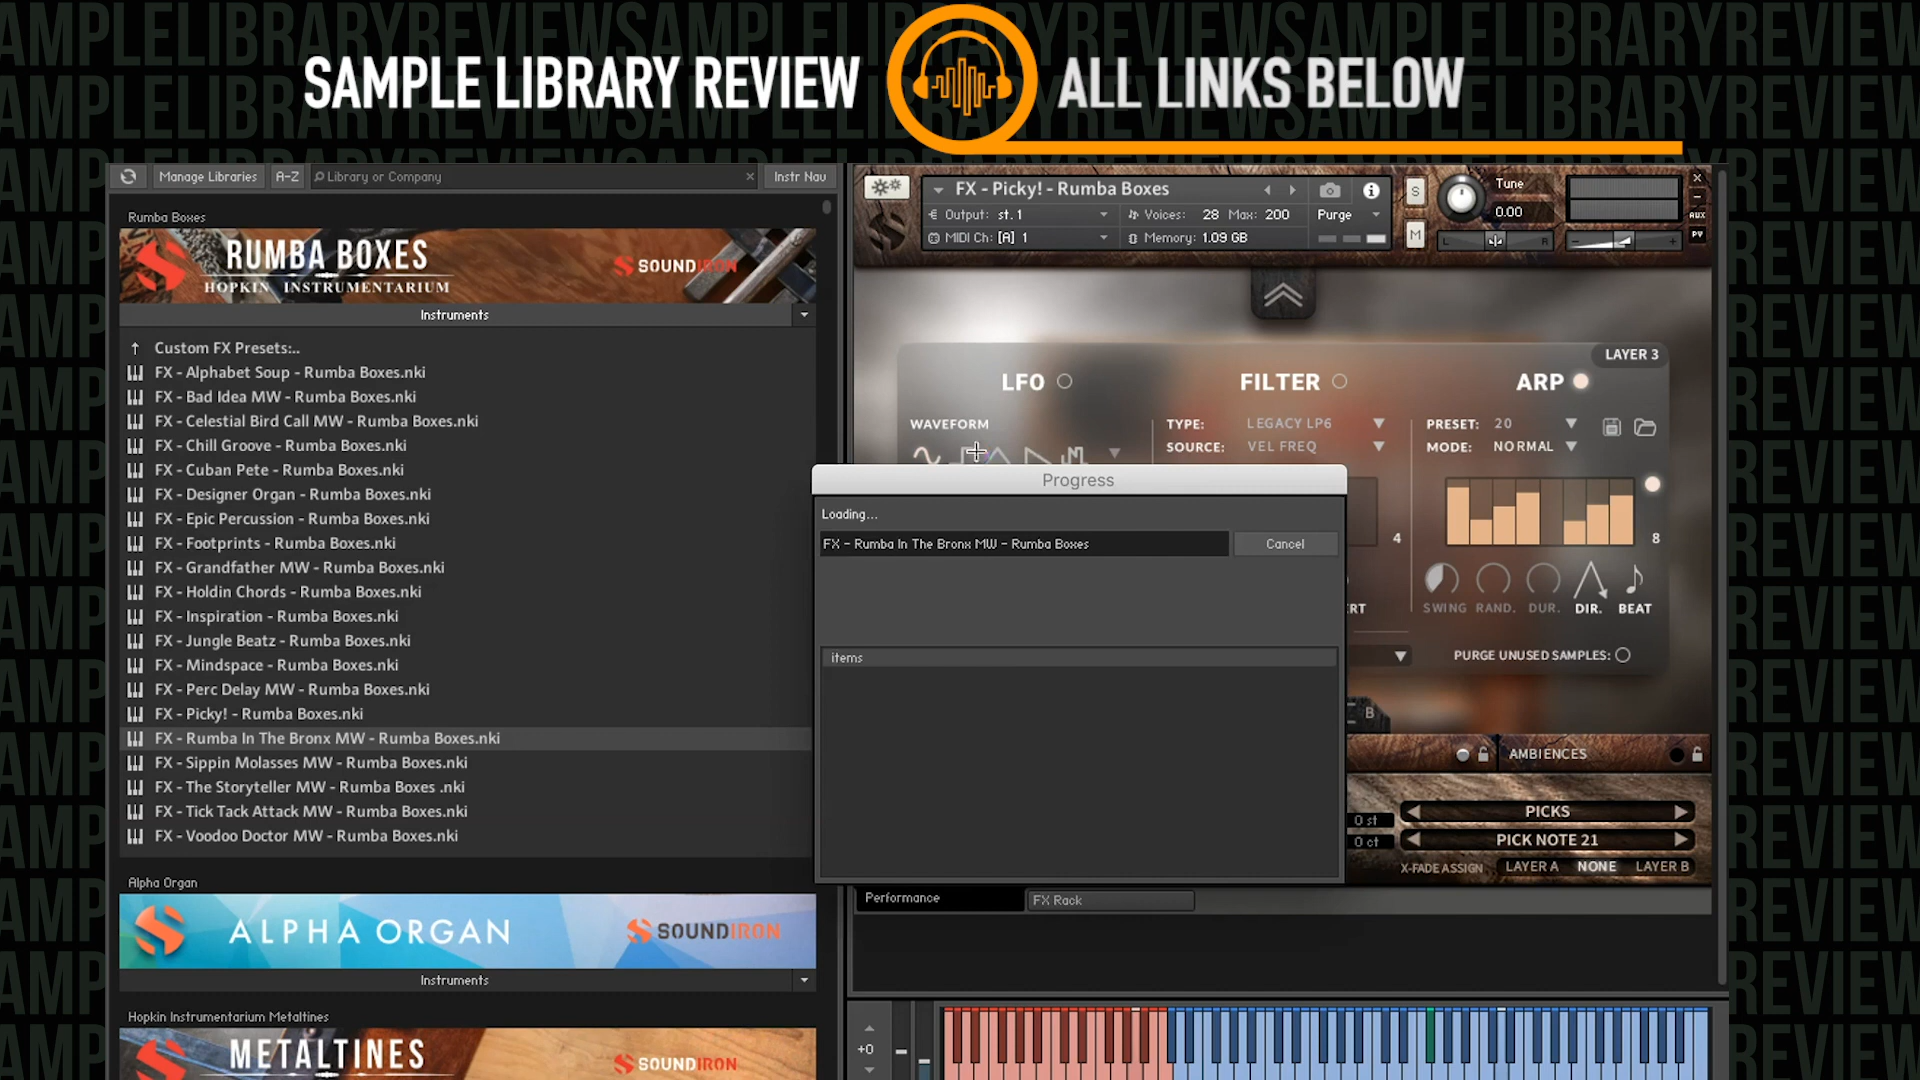 SAMPLE LIBRARY REVIEW
ALL LINKS BELOW
Manage Libraries
A-Z
Library or Company
Instr Nav
Rumba Boxes
RUMBA BOXES
HOPKIN INSTRUMENTARIUM
SOUNDIRON
Instruments
Custom FX Presets:..
FX - Alphabet Soup - Rumba Boxes.nki
FX - Bad Idea MW - Rumba Boxes.nki
FX - Celestial Bird Call MW - Rumba Boxes.nki
FX - Chill Groove - Rumba Boxes.nki
FX - Cuban Pete - Rumba Boxes.nki
FX - Designer Organ - Rumba Boxes.nki
FX - Epic Percussion - Rumba Boxes.nki
FX - Footprints - Rumba Boxes.nki
FX - Grandfather MW - Rumba Boxes.nki
FX - Holdin Chords - Rumba Boxes.nki
FX - Inspiration - Rumba Boxes.nki
FX - Jungle Beatz - Rumba Boxes.nki
FX - Mindspace - Rumba Boxes.nki
FX - Perc Delay MW - Rumba Boxes.nki
FX - Picky! - Rumba Boxes.nki
FX - Rumba In The Bronx MW - Rumba Boxes.nki
FX - Sippin Molasses MW - Rumba Boxes.nki
FX - The Storyteller MW - Rumba Boxes .nki
FX - Tick Tack Attack MW - Rumba Boxes.nki
FX - Voodoo Doctor MW - Rumba Boxes.nki
Alpha Organ
ALPHA ORGAN
SOUNDIRON
Instruments
Hopkin Instrumentarium Metaltines
METALTINES
SOUNDIRON
FX - Picky! - Rumba Boxes
Output: st. 1
Voices: 28 Max: 200
Purge
MIDI Ch: [A] 1
Memory: 1.09 GB
S
M
Tune
0.00
L
R
AUX
PV
LAYER 3
LFO
FILTER
ARP
WAVEFORM
TYPE: LEGACY LP6
SOURCE: VEL FREQ
PRESET: 20
MODE: NORMAL
4
8
RT
SWING RAND. DUR. DIR. BEAT
PURGE UNUSED SAMPLES:
B
AMBIENCES
PICKS
0 st
PICK NOTE 21
0 ct
X-FADE ASSIGN LAYER A NONE LAYER B
Progress
Loading...
FX - Rumba In The Bronx MW - Rumba Boxes
Cancel
items
Performance
FX Rack
+0